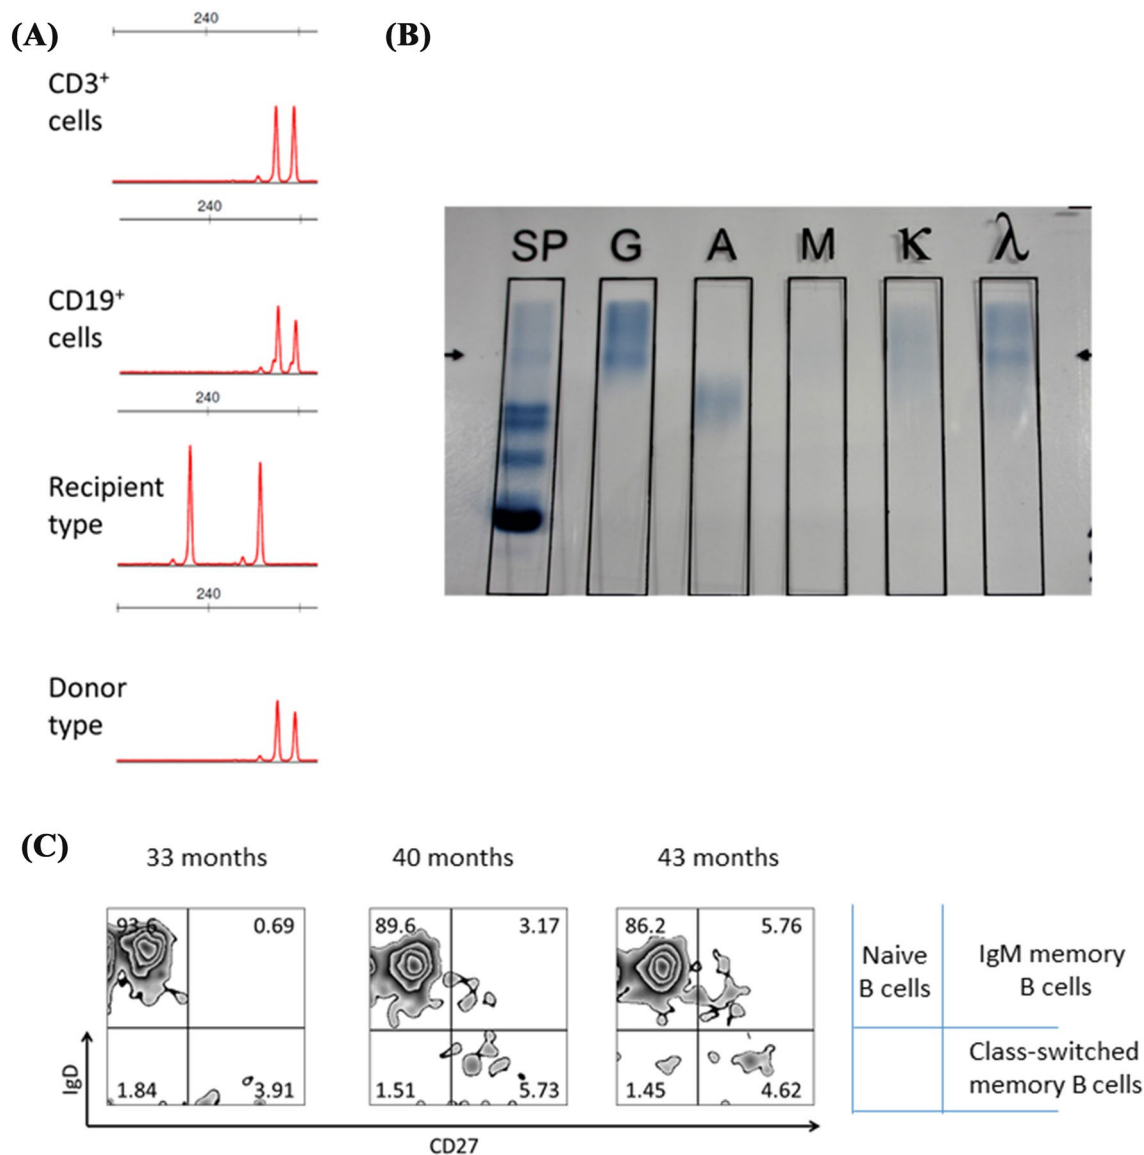 (A)
240
CD3⁺
cells
240
CD19⁺
cells
240
Recipient
type
240
Donor
type
(B)
SP G A M κ λ
(C)
33 months 40 months 43 months
93.6 0.69 89.6 3.17 86.2 5.76
1.84 3.91 1.51 5.73 1.45 4.62
IgD
CD27
Naive
B cells
IgM memory
B cells
Class-switched
memory B cells